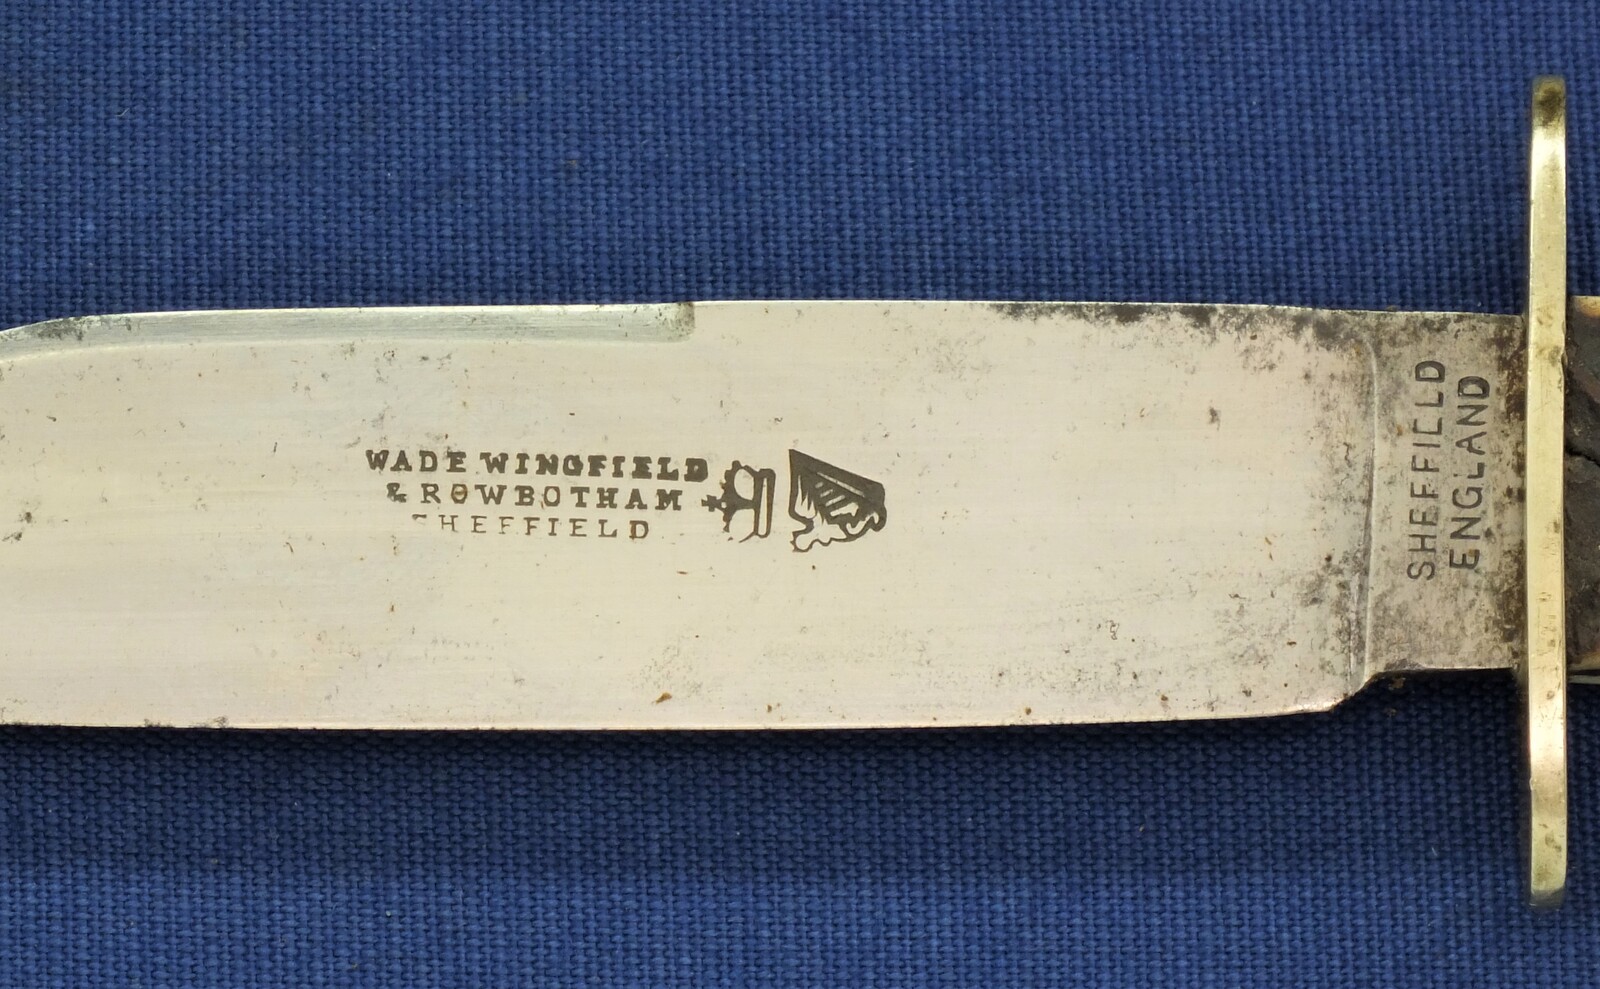 WADE WINGFIELD
& ROWBOTHAM
SHEFFIELD
SHEFFIELD
ENGLAND